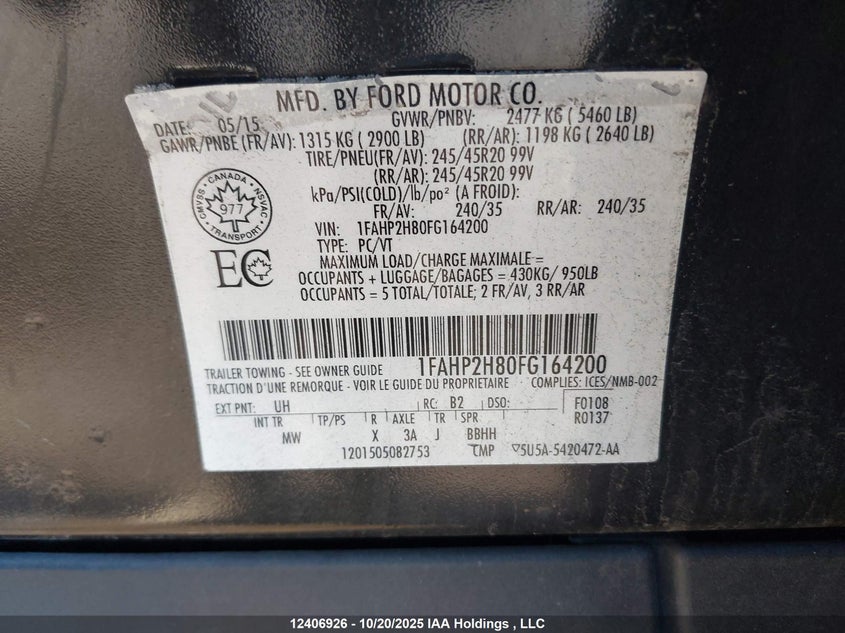 MFD. BY FORD MOTOR CO.
DATE: 05/15 GVWR/PNBV: 2477 KG ( 5460 LB)
GAWR/PNBE (FR/AV): 1315 KG ( 2900 LB) (RR/AR): 1198 KG ( 2640 LB)
TIRE/PNEU(FR/AV): 245/45R20 99V
(RR/AR): 245/45R20 99V
kPa/PSI(COLD)/lb/po² (A FROID):
FR/AV: 240/35 RR/AR: 240/35
VIN: 1FAHP2H80FG164200
TYPE: PC/VT
MAXIMUM LOAD/CHARGE MAXIMALE =
OCCUPANTS + LUGGAGE/BAGAGES = 430KG/ 950LB
OCCUPANTS = 5 TOTAL/TOTALE; 2 FR/AV, 3 RR/AR
CMVSS · CANADA · NSVAC
977
TRANSPORT
EC
1FAHP2H80FG164200
TRAILER TOWING - SEE OWNER GUIDE
TRACTION D'UNE REMORQUE - VOIR LE GUIDE DU PROPRIETAIRE COMPLIES: ICES/NMB-002
EXT PNT: UH RC: B2 DSO: F0108
INT TR TP/PS R AXLE TR SPR R0137
MW X 3A J BBHH
1201505082753 CMP 5U5A-5420472-AA
12406926 - 10/20/2025 IAA Holdings , LLC